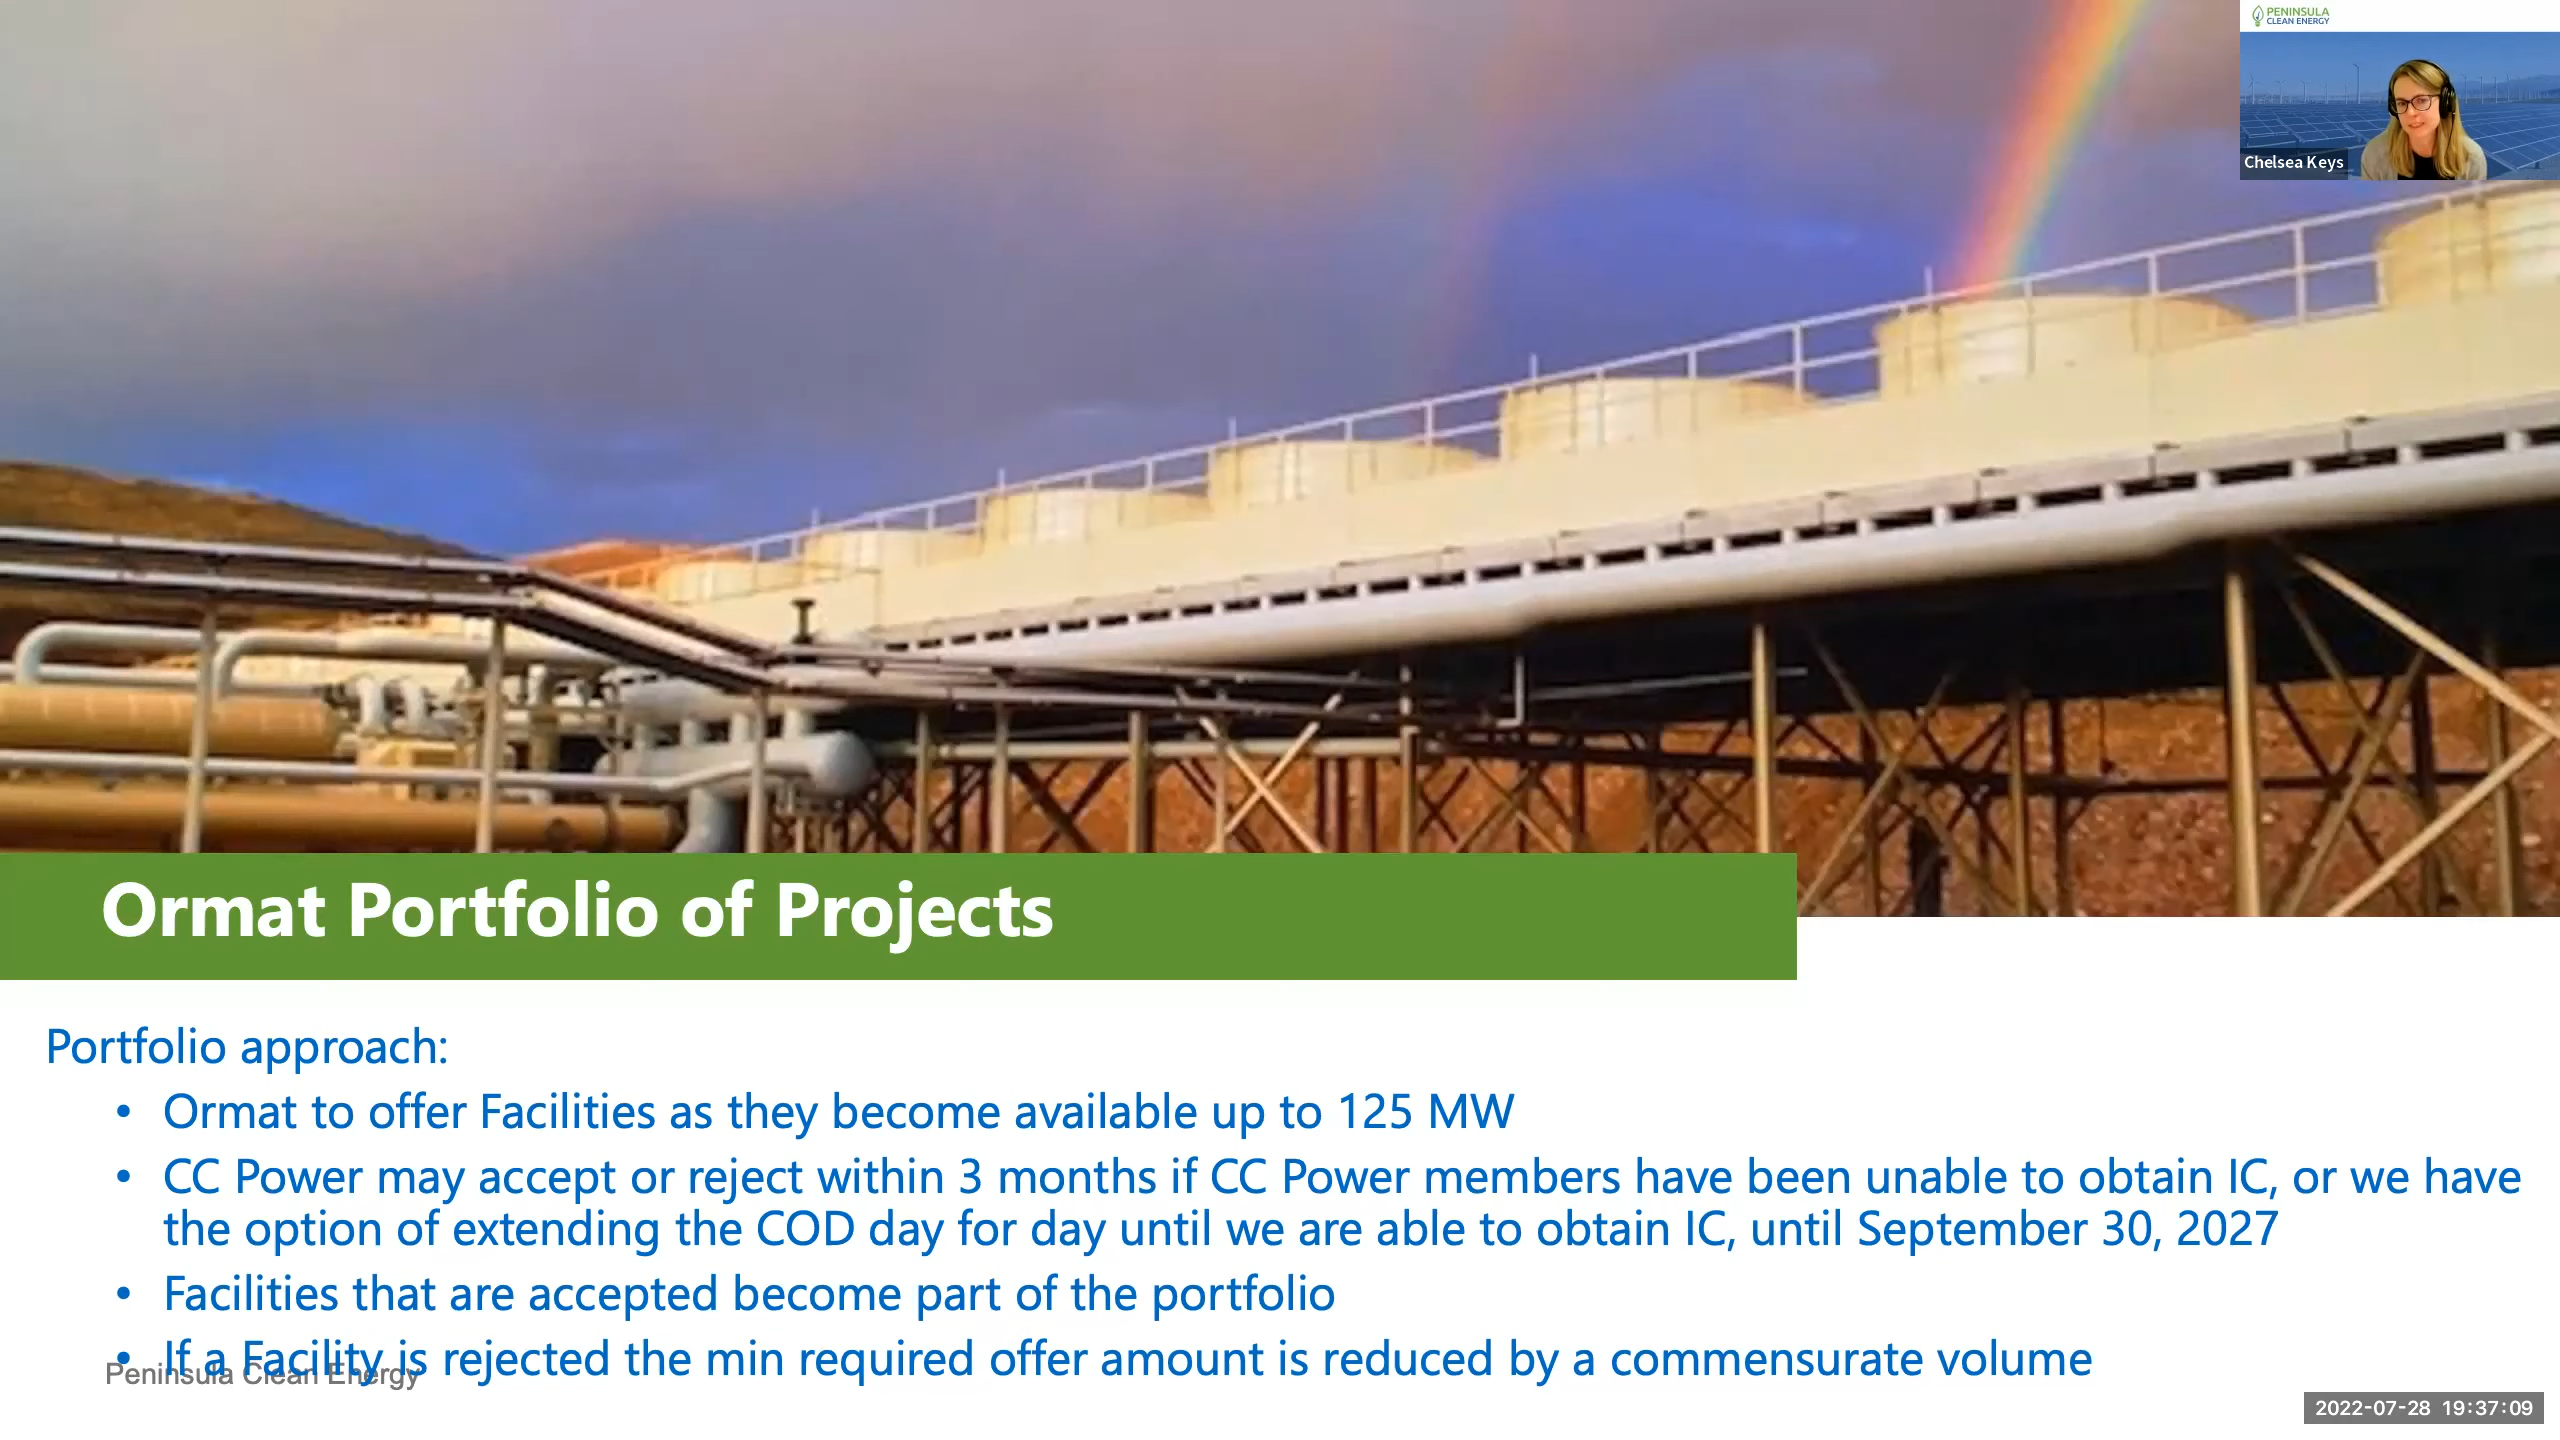 PENINSULA
CLEAN ENERGY
Chelsea Keys
Ormat Portfolio of Projects
Portfolio approach:
• Ormat to offer Facilities as they become available up to 125 MW
• CC Power may accept or reject within 3 months if CC Power members have been unable to obtain IC, or we have
the option of extending the COD day for day until we are able to obtain IC, until September 30, 2027
• Facilities that are accepted become part of the portfolio
• If a Facility is rejected the min required offer amount is reduced by a commensurate volume
Peninsula Clean Energy
2022-07-28 19:37:09